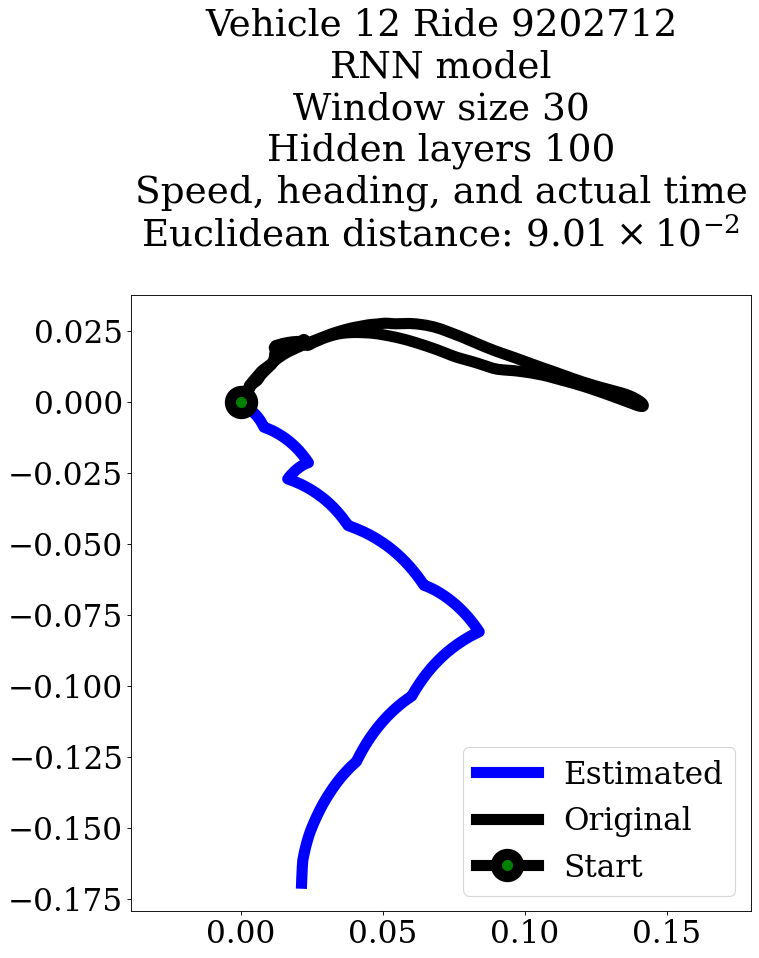 Vehicle 12 Ride 9202712
RNN model
Window size 30
Hidden layers 100
Speed, heading, and actual time
Euclidean distance: 9.01 × 10⁻²
0.025
0.000
−0.025
−0.050
−0.075
−0.100
−0.125
−0.150
−0.175
Estimated
Original
Start
0.00 0.05 0.10 0.15